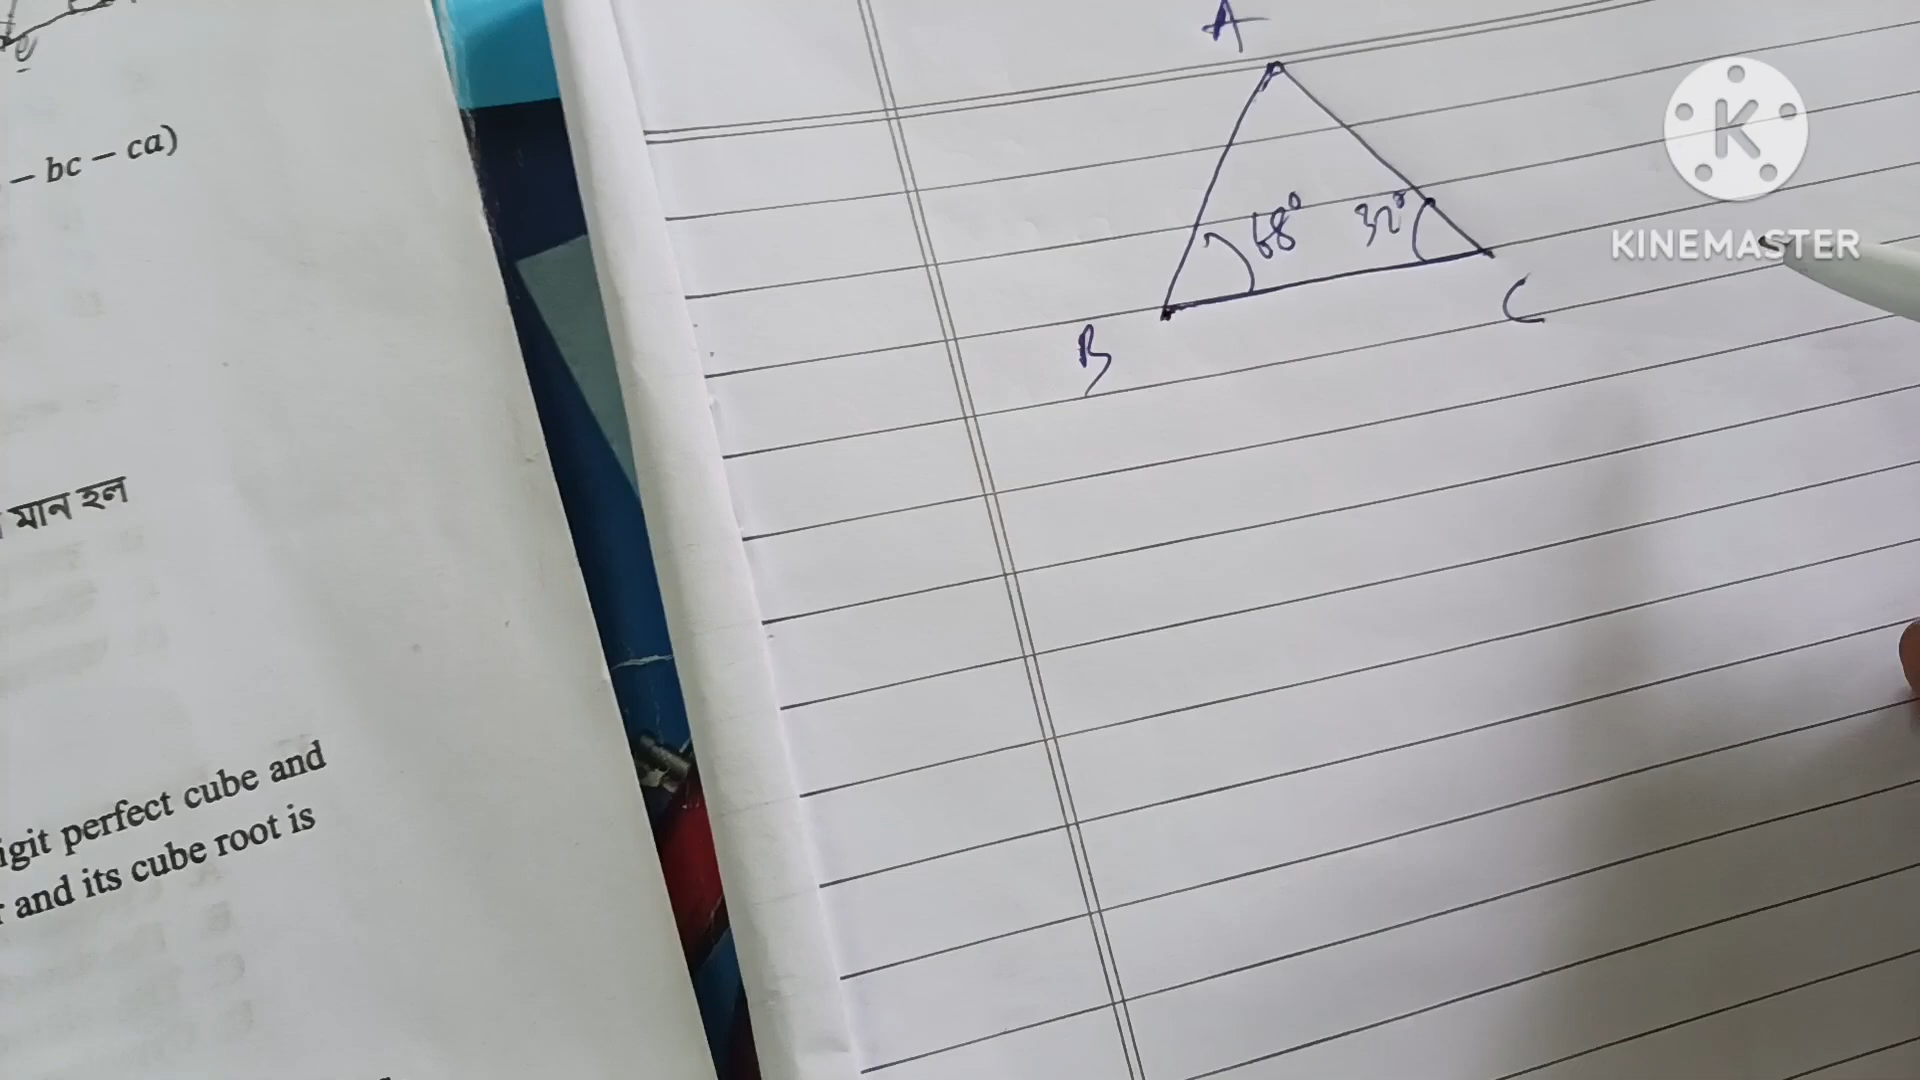 – bc – ca)
মান হল
igit perfect cube and
r and its cube root is
A
68° 32°
B
C
KINEMASTER